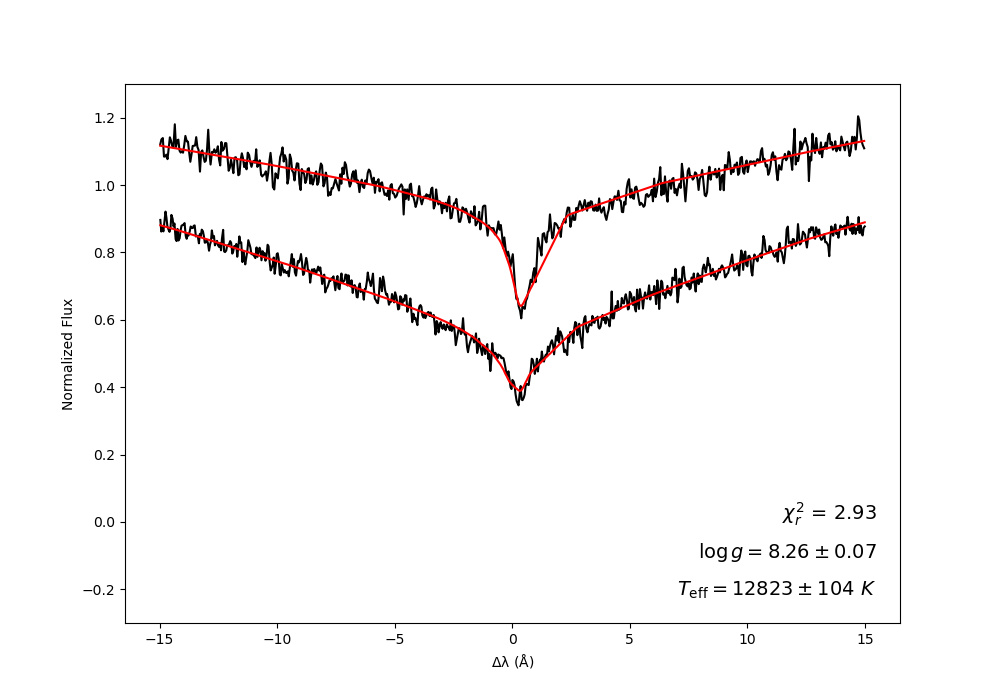 1.2
1.0
0.8
0.6
0.4
0.2
0.0
−0.2
Normalized Flux
χ²ᵣ = 2.93
log g = 8.26 ± 0.07
T_eff = 12823 ± 104 K
−15 −10 −5 0 5 10 15
Δλ (Å)